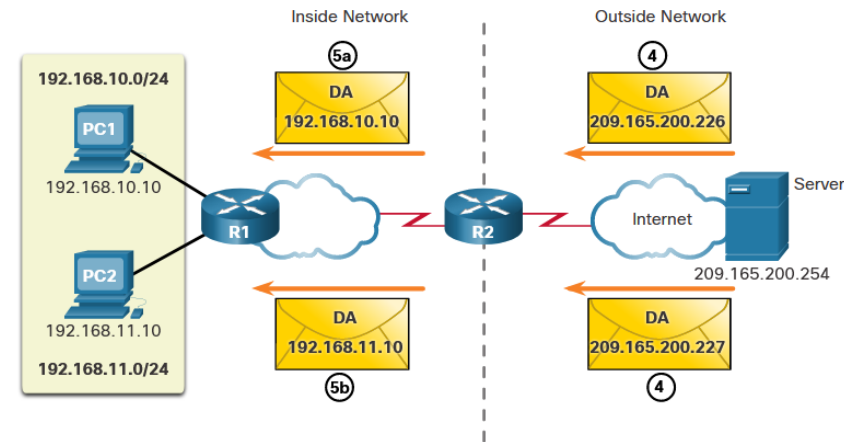 Inside Network
Outside Network
5a
4
192.168.10.0/24
DA
192.168.10.10
DA
209.165.200.226
PC1
192.168.10.10
Server
R1
Internet
R2
PC2
209.165.200.254
192.168.11.10
DA
192.168.11.10
DA
209.165.200.227
192.168.11.0/24
5b
4